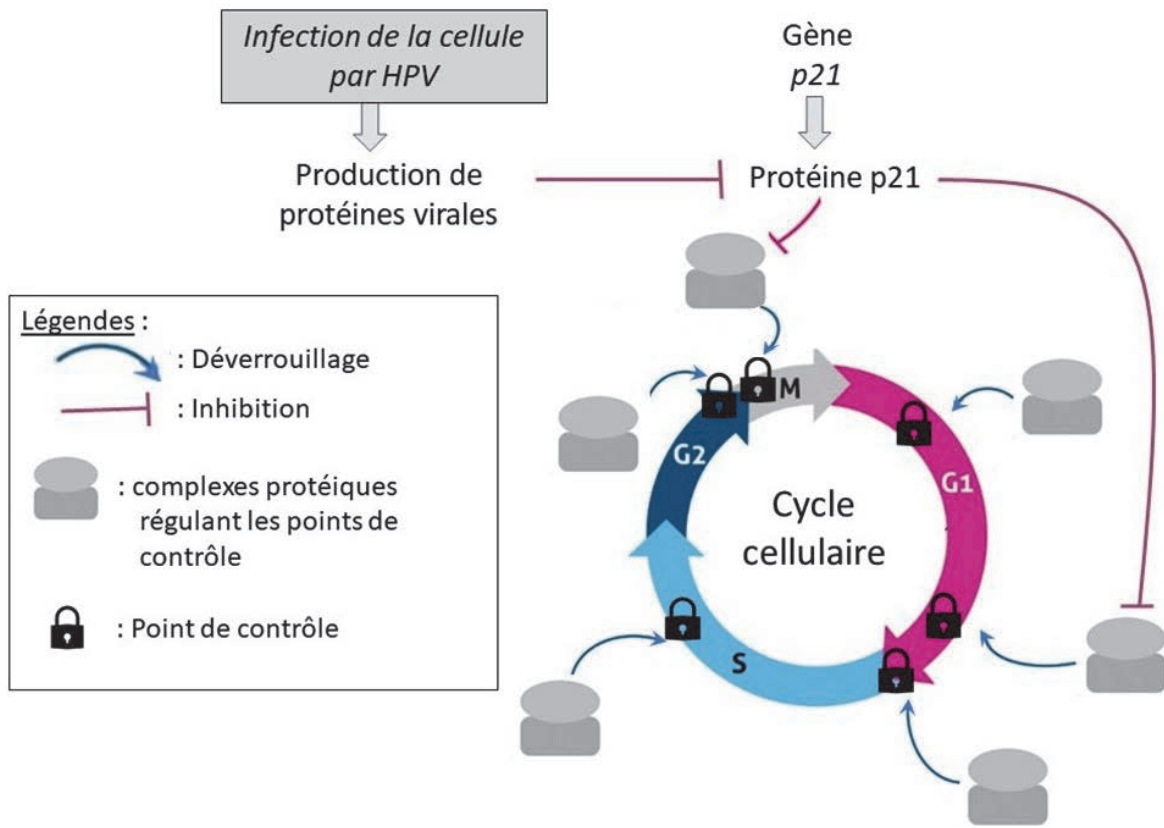 Infection de la cellule
par HPV
Gène
p21
Production de
protéines virales
Protéine p21
Légendes :
: Déverrouillage
: Inhibition
: complexes protéiques
régulant les points de
contrôle
: Point de contrôle
M
G1
G2
S
Cycle
cellulaire